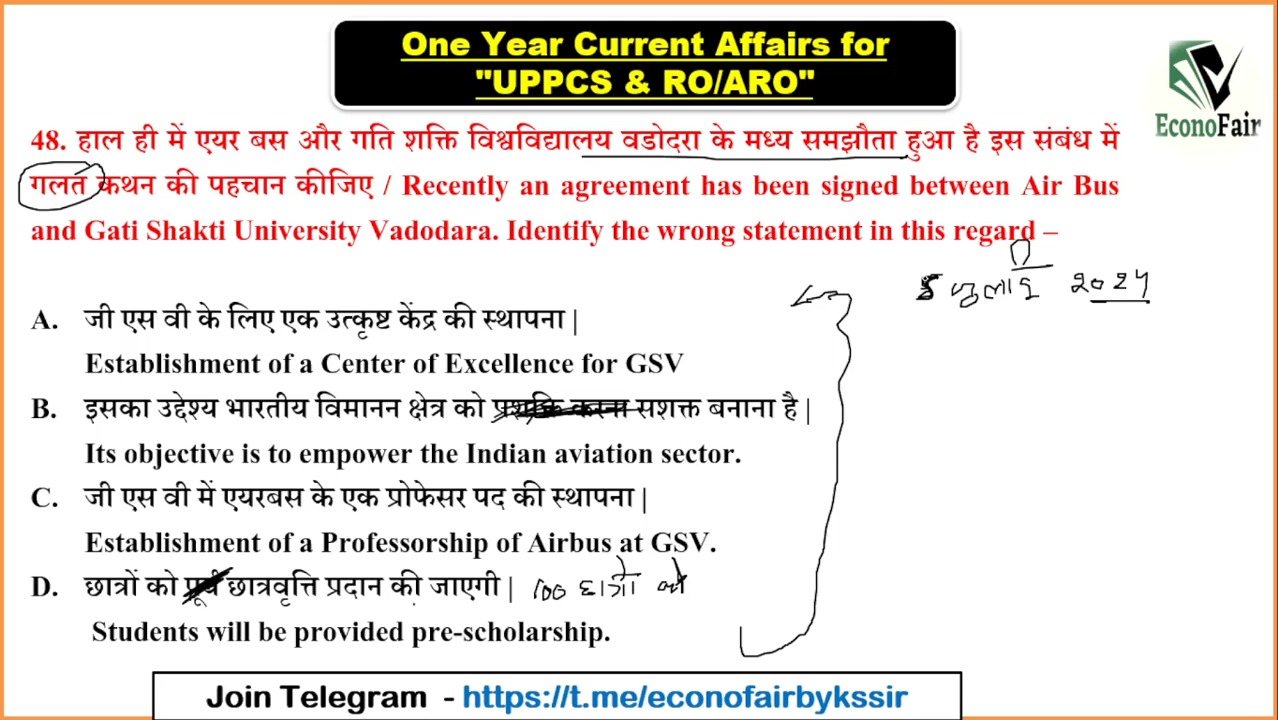 One Year Current Affairs for
"UPPCS & RO/ARO"
EconoFair
48. हाल ही में एयर बस और गति शक्ति विश्वविद्यालय वडोदरा के मध्य समझौता हुआ है इस संबंध में
गलत कथन की पहचान कीजिए / Recently an agreement has been signed between Air Bus
and Gati Shakti University Vadodara. Identify the wrong statement in this regard –
जुलाई २०24
A. जी एस वी के लिए एक उत्कृष्ट केंद्र की स्थापना |
Establishment of a Center of Excellence for GSV
B. इसका उद्देश्य भारतीय विमानन क्षेत्र को सशक्त बनाना है |
Its objective is to empower the Indian aviation sector.
C. जी एस वी में एयरबस के एक प्रोफेसर पद की स्थापना |
Establishment of a Professorship of Airbus at GSV.
D. छात्रों को पूर्व छात्रवृत्ति प्रदान की जाएगी | 100 छात्रों को
Students will be provided pre-scholarship.
Join Telegram - https://t.me/econofairbykssir